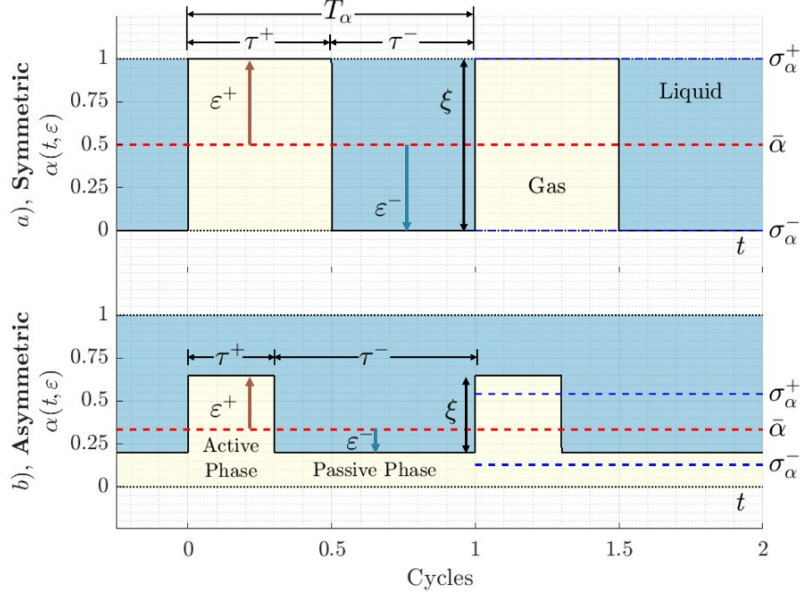 T_α
τ⁺ τ⁻
a), Symmetric
α(t, ε)
1
0.75
0.5
0.25
0
ε⁺
ε⁻
ξ
Gas
Liquid
σ_α⁺
ᾱ
σ_α⁻
t
b), Asymmetric
α(t, ε)
1
0.75
0.5
0.25
0
τ⁺ τ⁻
ε⁺
ε⁻
ξ
Active
Phase
Passive Phase
σ_α⁺
ᾱ
σ_α⁻
t
0 0.5 1 1.5 2
Cycles